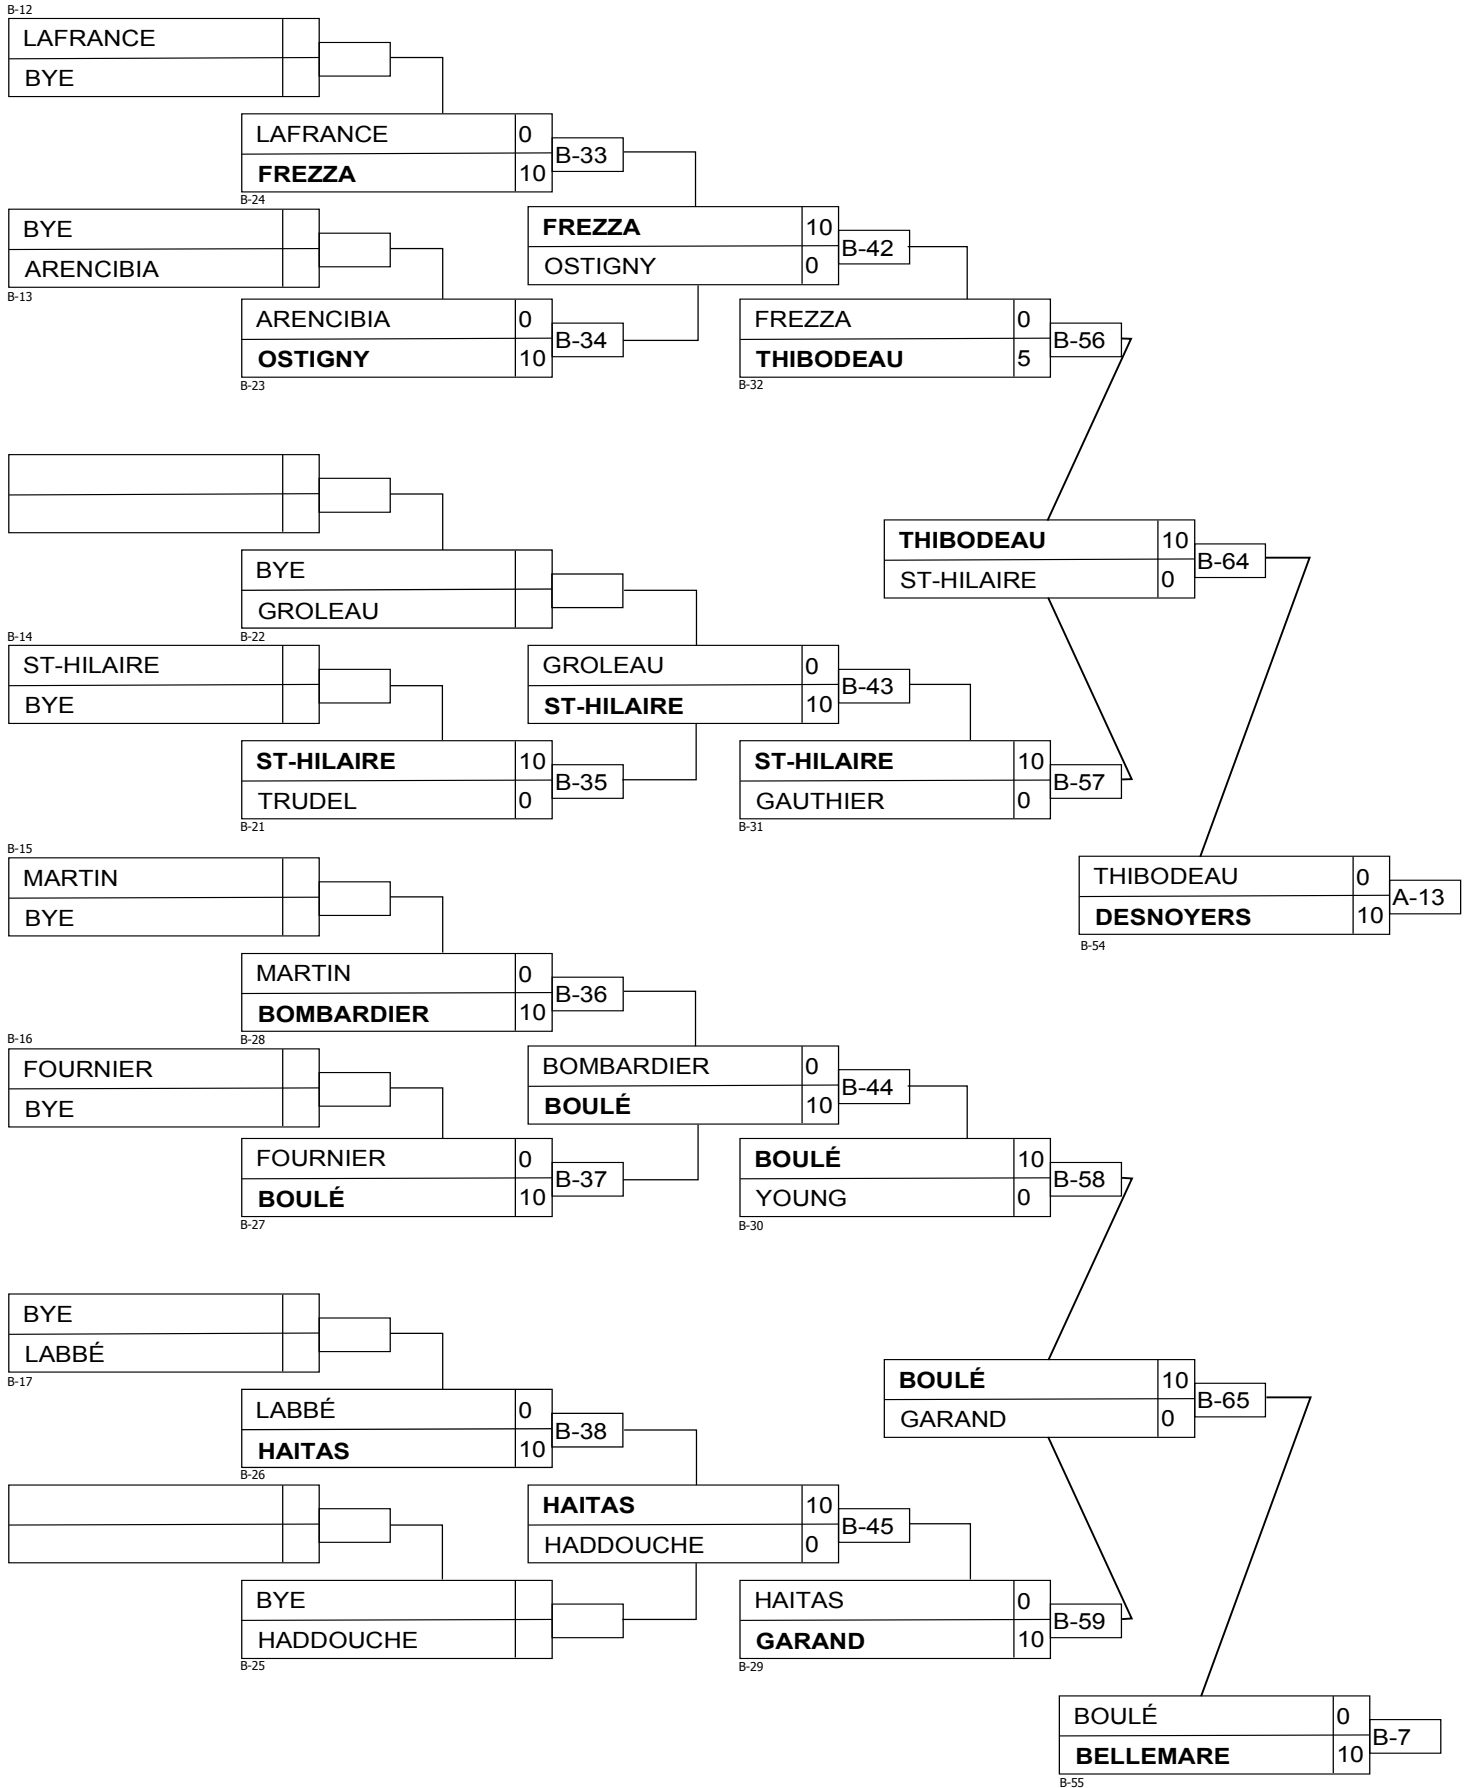 B-12
LAFRANCE
BYE
LAFRANCE 0
FREZZA 10
B-33
B-24
BYE
ARENCIBIA
B-13
FREZZA 10
OSTIGNY 0
B-42
ARENCIBIA 0
OSTIGNY 10
B-34
B-23
FREZZA 0
THIBODEAU 5
B-56
B-32
BYE
GROLEAU
B-22
THIBODEAU 10
ST-HILAIRE 0
B-64
B-14
ST-HILAIRE
BYE
GROLEAU 0
ST-HILAIRE 10
B-43
ST-HILAIRE 10
TRUDEL 0
B-35
B-21
ST-HILAIRE 10
GAUTHIER 0
B-57
B-31
B-15
MARTIN
BYE
THIBODEAU 0
DESNOYERS 10
A-13
B-54
MARTIN 0
BOMBARDIER 10
B-36
B-28
B-16
FOURNIER
BYE
BOMBARDIER 0
BOULÉ 10
B-44
FOURNIER 0
BOULÉ 10
B-37
B-27
BOULÉ 10
YOUNG 0
B-58
B-30
BYE
LABBÉ
B-17
BOULÉ 10
GARAND 0
B-65
LABBÉ 0
HAITAS 10
B-38
B-26
HAITAS 10
HADDOUCHE 0
B-45
BYE
HADDOUCHE
B-25
HAITAS 0
GARAND 10
B-59
B-29
BOULÉ 0
BELLEMARE 10
B-7
B-55